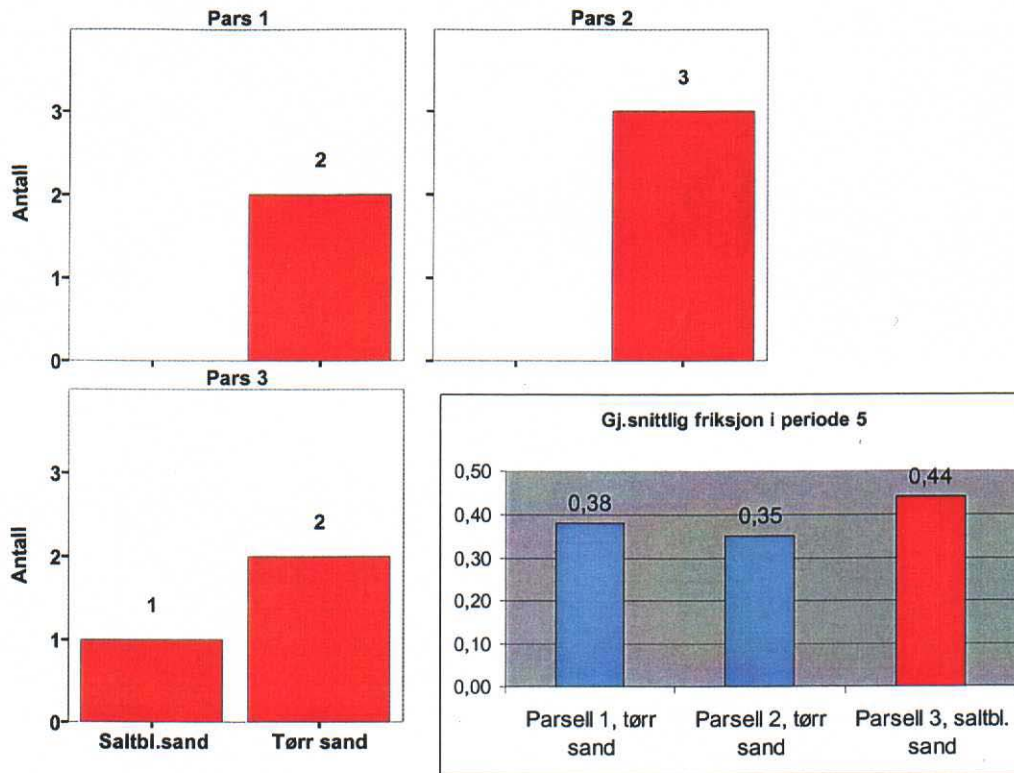 Pars 1
Pars 2
3
2
1
0
Antall
2
3
Pars 3
3
2
1
0
Antall
1
2
Saltbl.sand
Tørr sand
Gj.snittlig friksjon i periode 5
0,50
0,40
0,30
0,20
0,10
0,00
0,38
0,35
0,44
Parsell 1, tørr
sand
Parsell 2, tørr
sand
Parsell 3, saltbl.
sand